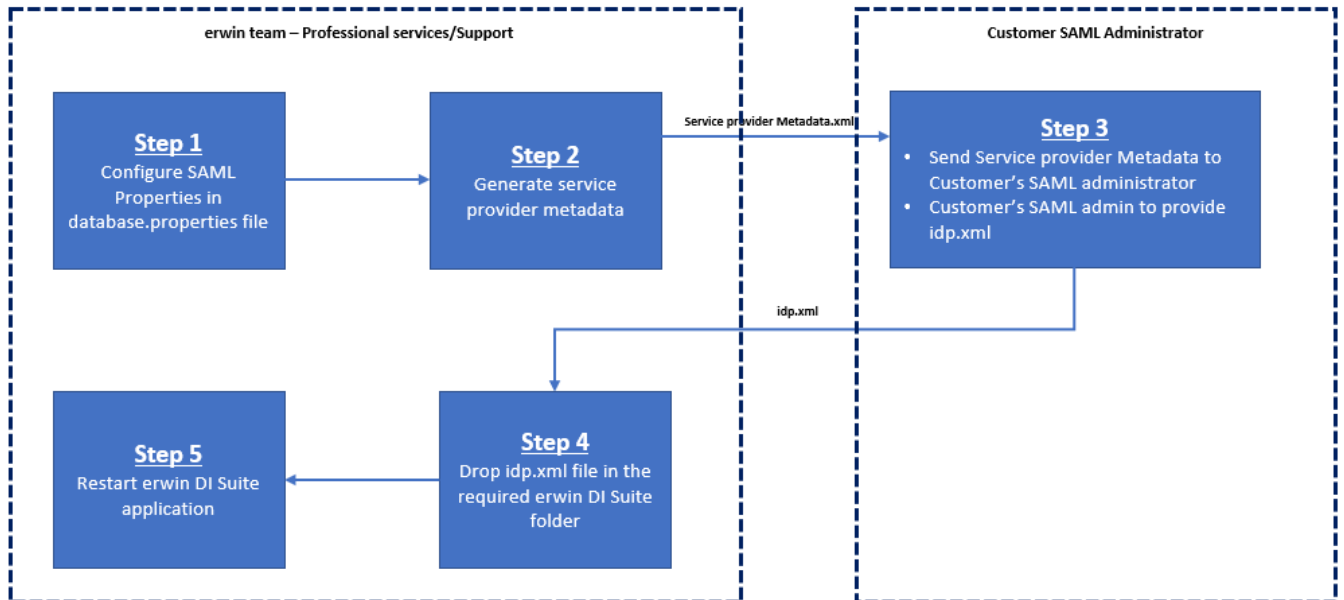 erwin team – Professional services/Support
Customer SAML Administrator
Step 1
Configure SAML
Properties in
database.properties file
Step 2
Generate service
provider metadata
Service provider Metadata.xml
Step 3
• Send Service provider Metadata to
Customer's SAML administrator
• Customer's SAML admin to provide
idp.xml
idp.xml
Step 4
Drop idp.xml file in the
required erwin DI Suite
folder
Step 5
Restart erwin DI Suite
application